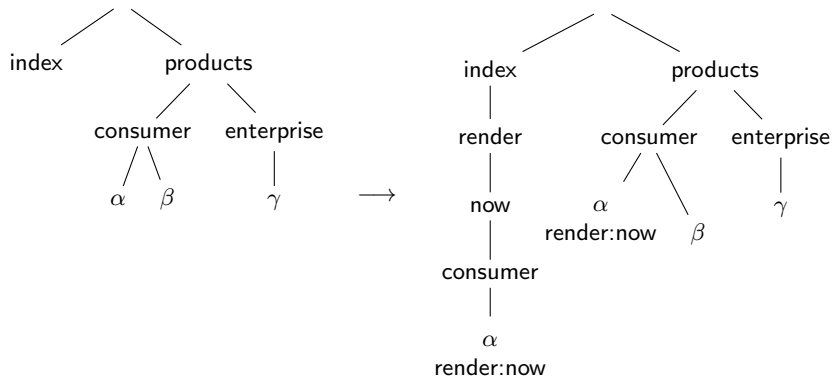 index products
consumer enterprise
α β γ
⟶
index products
render consumer enterprise
now α γ
render:now β
consumer
α
render:now